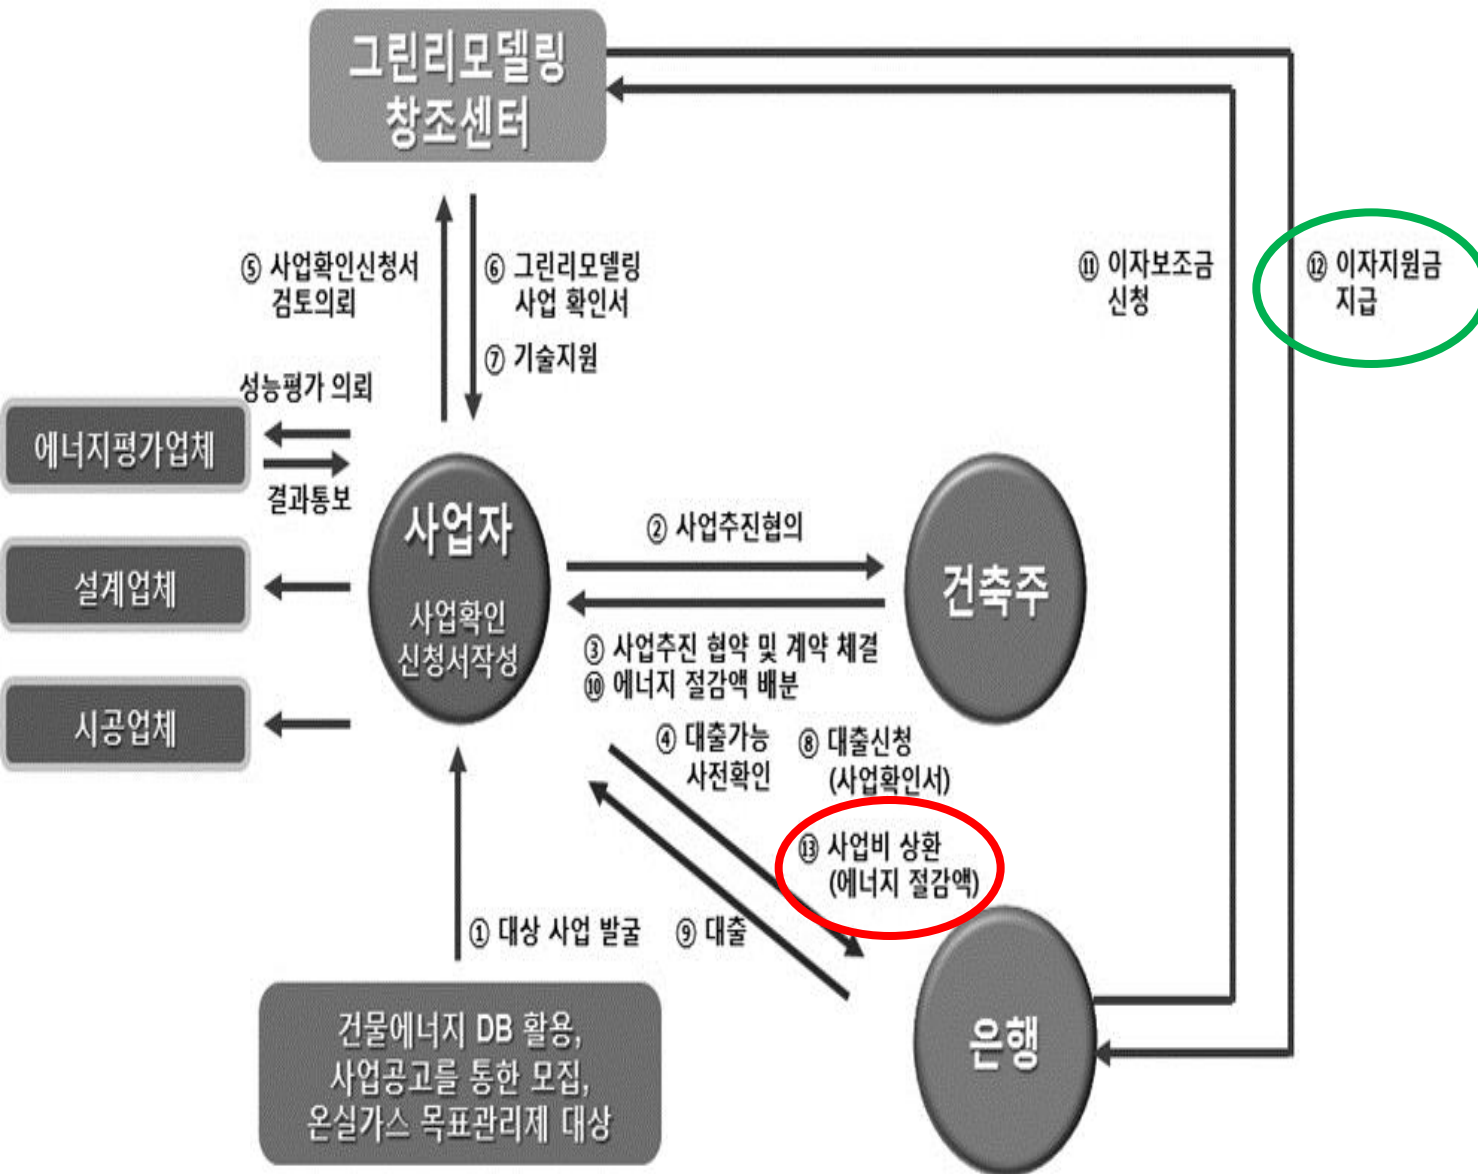 그린리모델링
창조센터
⑤ 사업확인신청서
검토의뢰
⑥ 그린리모델링
사업 확인서
⑦ 기술지원
⑪ 이자보조금
신청
⑫ 이자지원금
지급
성능평가 의뢰
에너지평가업체
결과통보
설계업체
시공업체
사업자
사업확인
신청서작성
② 사업추진협의
건축주
③ 사업추진 협약 및 계약 체결
⑩ 에너지 절감액 배분
④ 대출가능
사전확인
⑧ 대출신청
(사업확인서)
⑬ 사업비 상환
(에너지 절감액)
① 대상 사업 발굴
⑨ 대출
은행
건물에너지 DB 활용,
사업공고를 통한 모집,
온실가스 목표관리제 대상